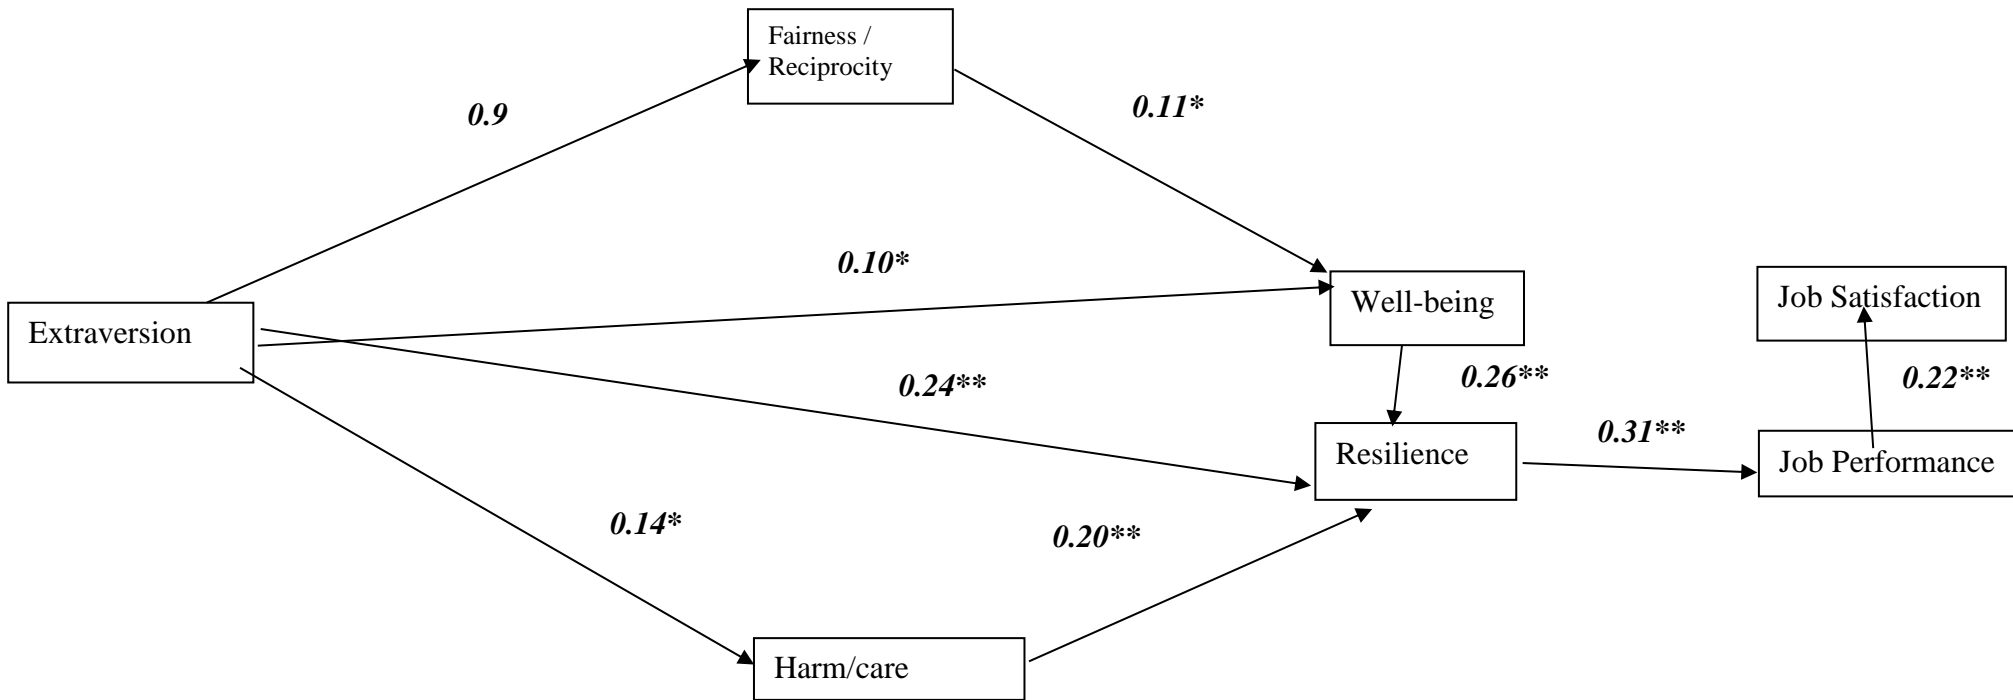 Fairness /
Reciprocity
0.9
0.11*
0.10*
Extraversion
Well-being
Job Satisfaction
0.24**
0.26**
0.22**
0.31**
Resilience
Job Performance
0.14*
0.20**
Harm/care